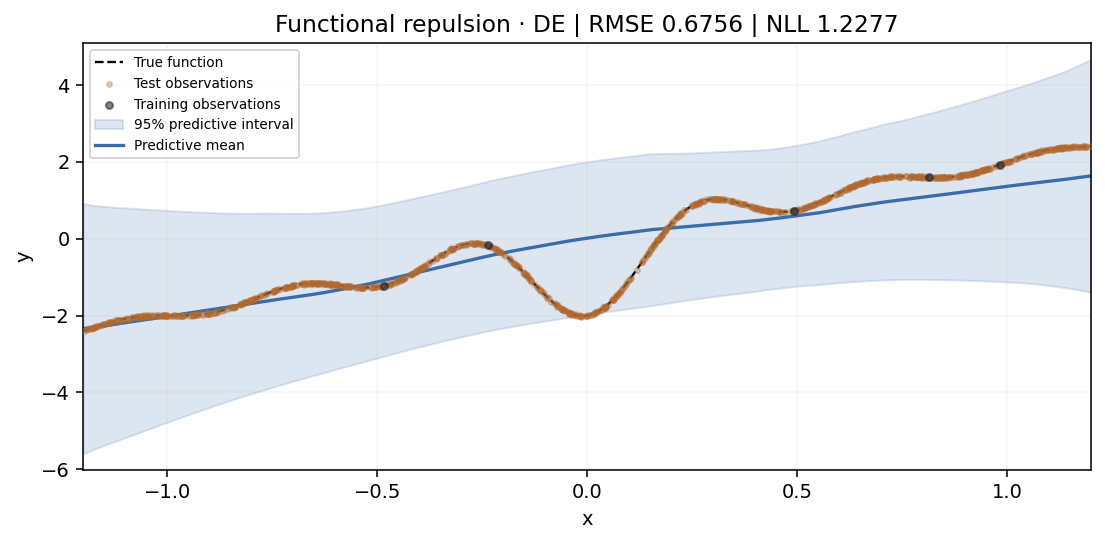 Functional repulsion · DE | RMSE 0.6756 | NLL 1.2277
True function
Test observations
Training observations
95% predictive interval
Predictive mean
y
4
2
0
−2
−4
−6
−1.0 −0.5 0.0 0.5 1.0
x